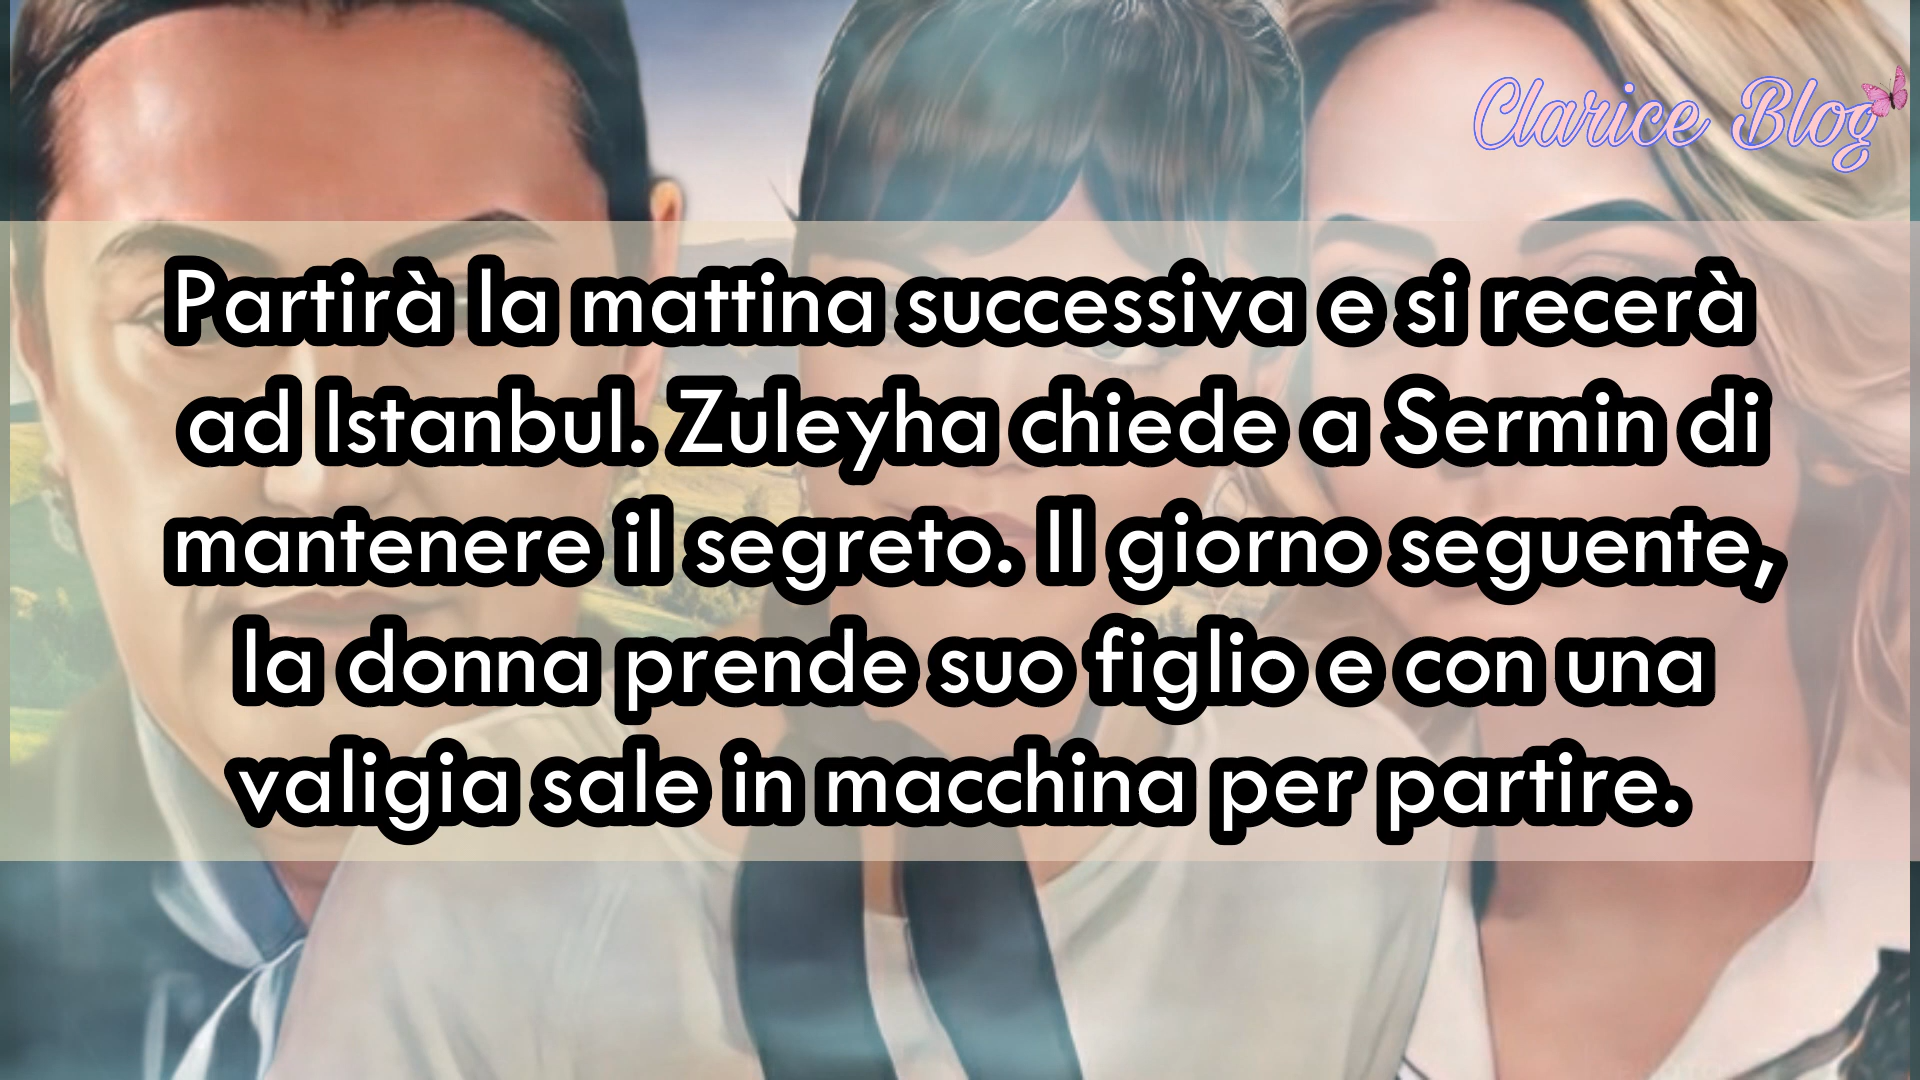 Clarice Blog
Partirà la mattina successiva e si recerà
ad Istanbul. Zuleyha chiede a Sermin di
mantenere il segreto. Il giorno seguente,
la donna prende suo figlio e con una
valigia sale in macchina per partire.